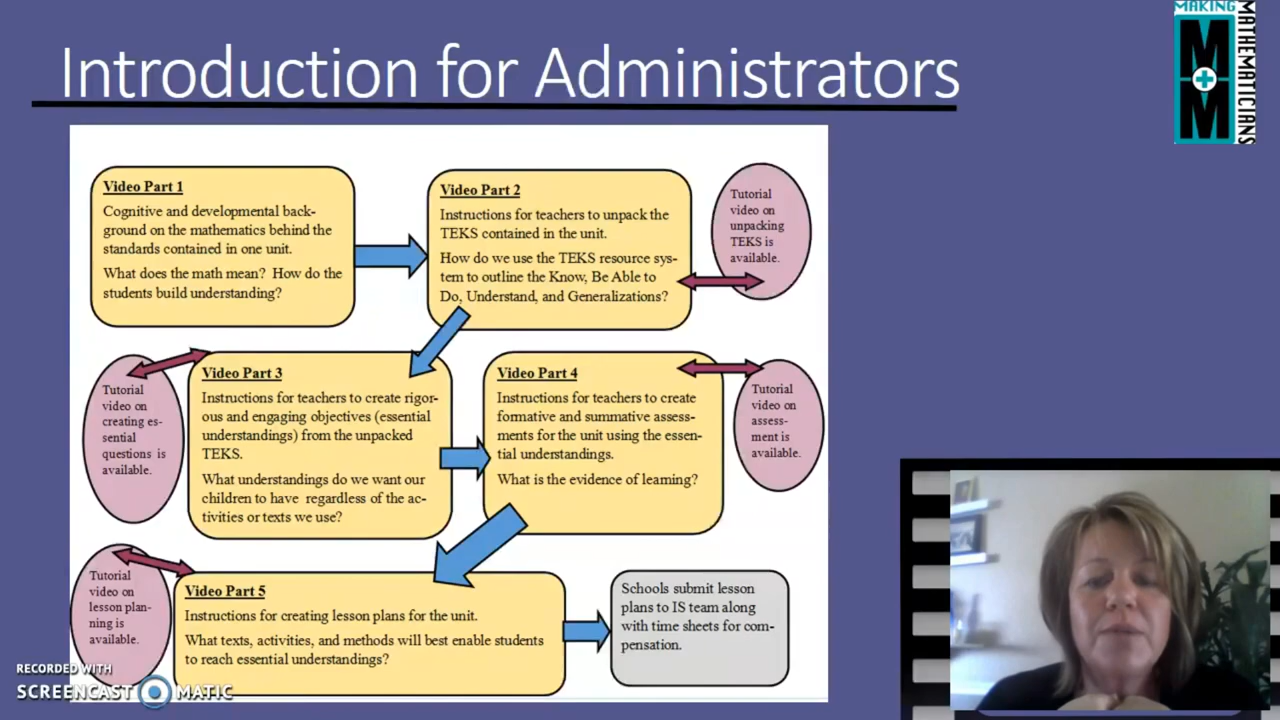 Introduction for Administrators
MAKING
MATHEMATICIANS
M
M
Video Part 1
Cognitive and developmental back-
ground on the mathematics behind the
standards contained in one unit.
What does the math mean? How do the
students build understanding?
Video Part 2
Instructions for teachers to unpack the
TEKS contained in the unit.
How do we use the TEKS resource sys-
tem to outline the Know, Be Able to
Do, Understand, and Generalizations?
Tutorial
video on
unpacking
TEKS is
available.
Tutorial
video on
creating es-
sential
questions is
available.
Video Part 3
Instructions for teachers to create rigor-
ous and engaging objectives (essential
understandings) from the unpacked
TEKS.
What understandings do we want our
children to have regardless of the ac-
tivities or texts we use?
Video Part 4
Instructions for teachers to create
formative and summative assess-
ments for the unit using the essen-
tial understandings.
What is the evidence of learning?
Tutorial
video on
assess-
ment is
available.
Tutorial
video on
lesson plan-
ning is
available.
Video Part 5
Instructions for creating lesson plans for the unit.
What texts, activities, and methods will best enable students
to reach essential understandings?
Schools submit lesson
plans to IS team along
with time sheets for com-
pensation.
RECORDED WITH
SCREENCAST MATIC